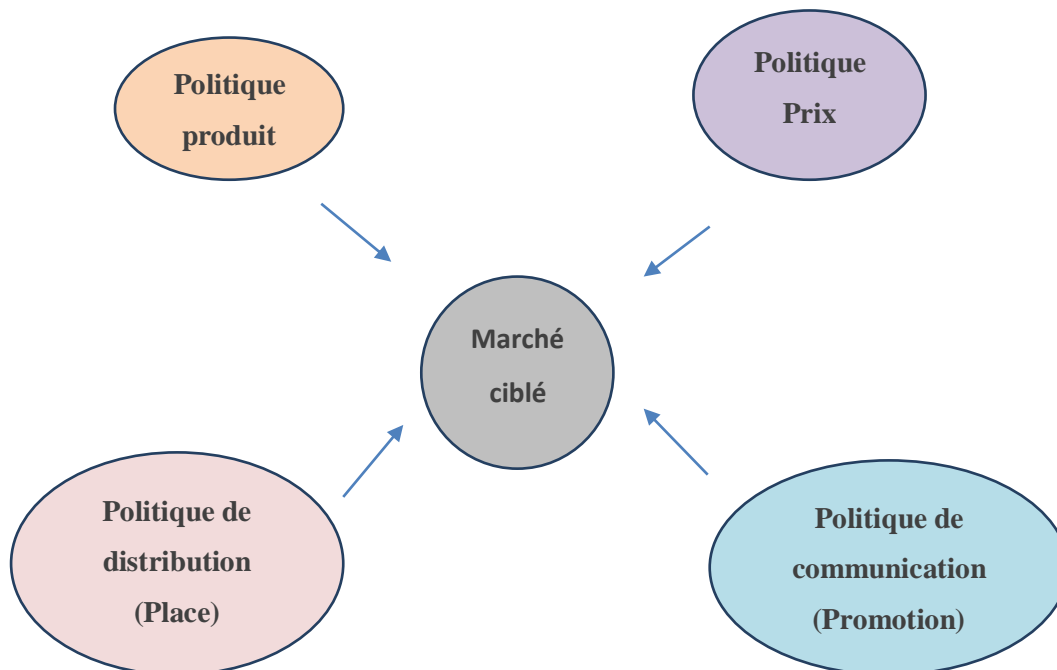 Politique
produit
Politique
Prix
Marché
ciblé
Politique de
distribution
(Place)
Politique de
communication
(Promotion)